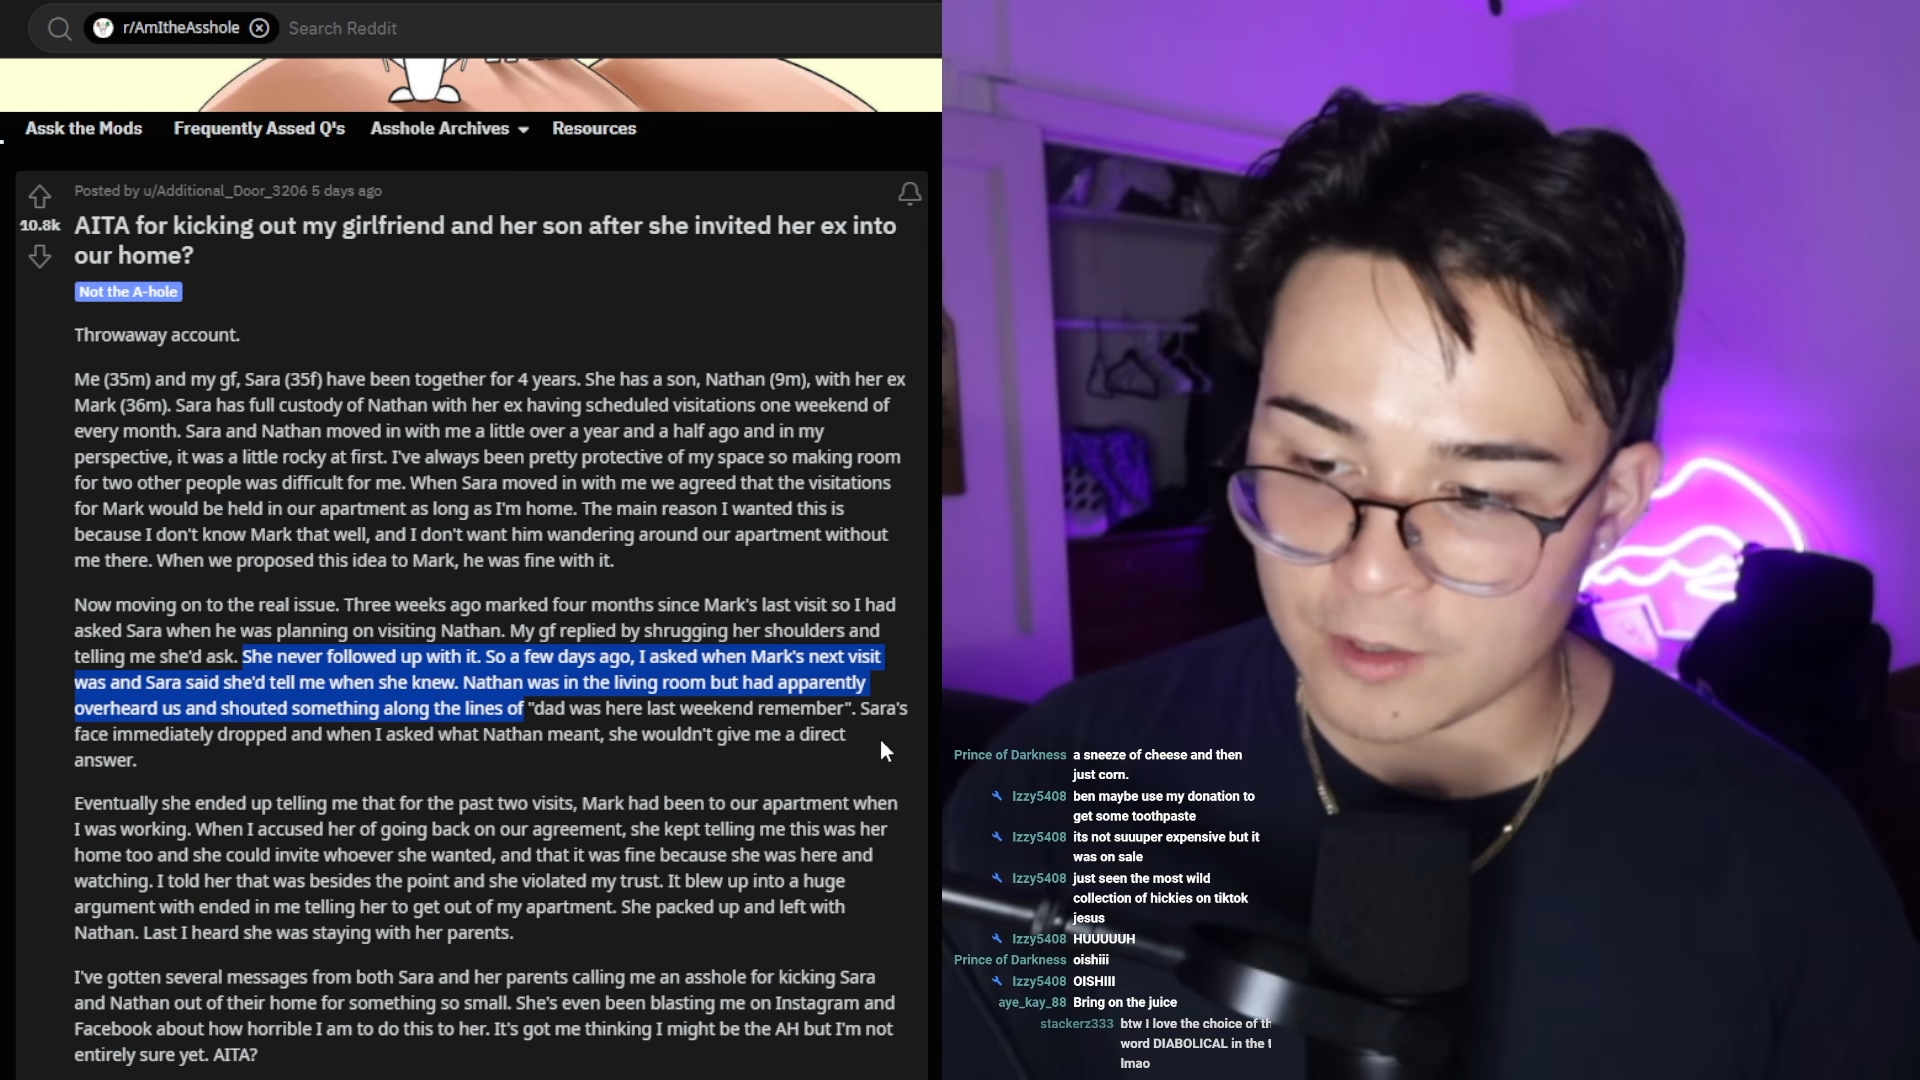 r/AmItheAsshole Search Reddit
Assk the Mods Frequently Assed Q's Asshole Archives Resources
Posted by u/Additional_Door_3206 5 days ago
10.8k
AITA for kicking out my girlfriend and her son after she invited her ex into
our home?
Not the A-hole
Throwaway account.
Me (35m) and my gf, Sara (35f) have been together for 4 years. She has a son, Nathan (9m), with her ex
Mark (36m). Sara has full custody of Nathan with her ex having scheduled visitations one weekend of
every month. Sara and Nathan moved in with me a little over a year and a half ago and in my
perspective, it was a little rocky at first. I've always been pretty protective of my space so making room
for two other people was difficult for me. When Sara moved in with me we agreed that the visitations
for Mark would be held in our apartment as long as I'm home. The main reason I wanted this is
because I don't know Mark that well, and I don't want him wandering around our apartment without
me there. When we proposed this idea to Mark, he was fine with it.
Now moving on to the real issue. Three weeks ago marked four months since Mark's last visit so I had
asked Sara when he was planning on visiting Nathan. My gf replied by shrugging her shoulders and
telling me she'd ask. She never followed up with it. So a few days ago, I asked when Mark's next visit
was and Sara said she'd tell me when she knew. Nathan was in the living room but had apparently
overheard us and shouted something along the lines of "dad was here last weekend remember". Sara's
face immediately dropped and when I asked what Nathan meant, she wouldn't give me a direct
answer.
Eventually she ended up telling me that for the past two visits, Mark had been to our apartment when
I was working. When I accused her of going back on our agreement, she kept telling me this was her
home too and she could invite whoever she wanted, and that it was fine because she was here and
watching. I told her that was besides the point and she violated my trust. It blew up into a huge
argument with ended in me telling her to get out of my apartment. She packed up and left with
Nathan. Last I heard she was staying with her parents.
I've gotten several messages from both Sara and her parents calling me an asshole for kicking Sara
and Nathan out of their home for something so small. She's even been blasting me on Instagram and
Facebook about how horrible I am to do this to her. It's got me thinking I might be the AH but I'm not
entirely sure yet. AITA?
Prince of Darkness a sneeze of cheese and then
just corn.
Izzy5408 ben maybe use my donation to
get some toothpaste
Izzy5408 its not suuuper expensive but it
was on sale
Izzy5408 just seen the most wild
collection of hickies on tiktok
jesus
Izzy5408 HUUUUUH
Prince of Darkness oishiii
Izzy5408 OISHIII
aye_kay_88 Bring on the juice
stackerz333 btw I love the choice of th
word DIABOLICAL in the t
lmao